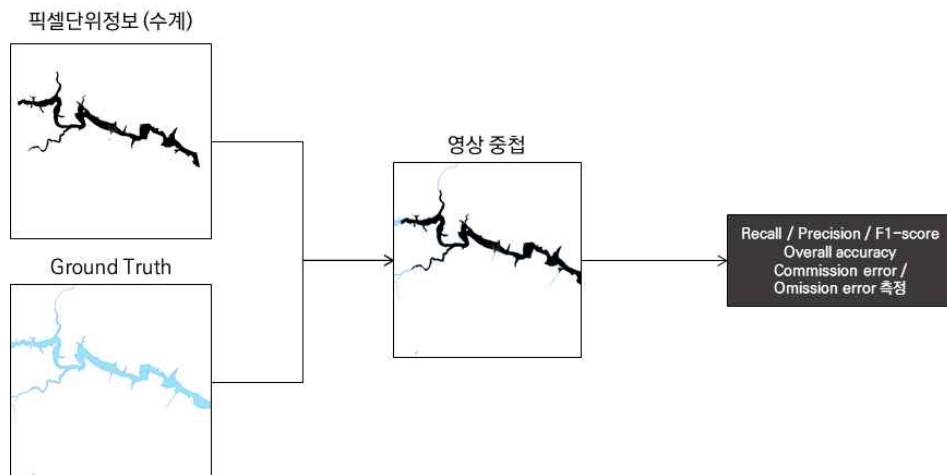 픽셀단위정보 (수계)
영상 중첩
Ground Truth
Recall / Precision / F1-score
Overall accuracy
Commission error /
Omission error 측정